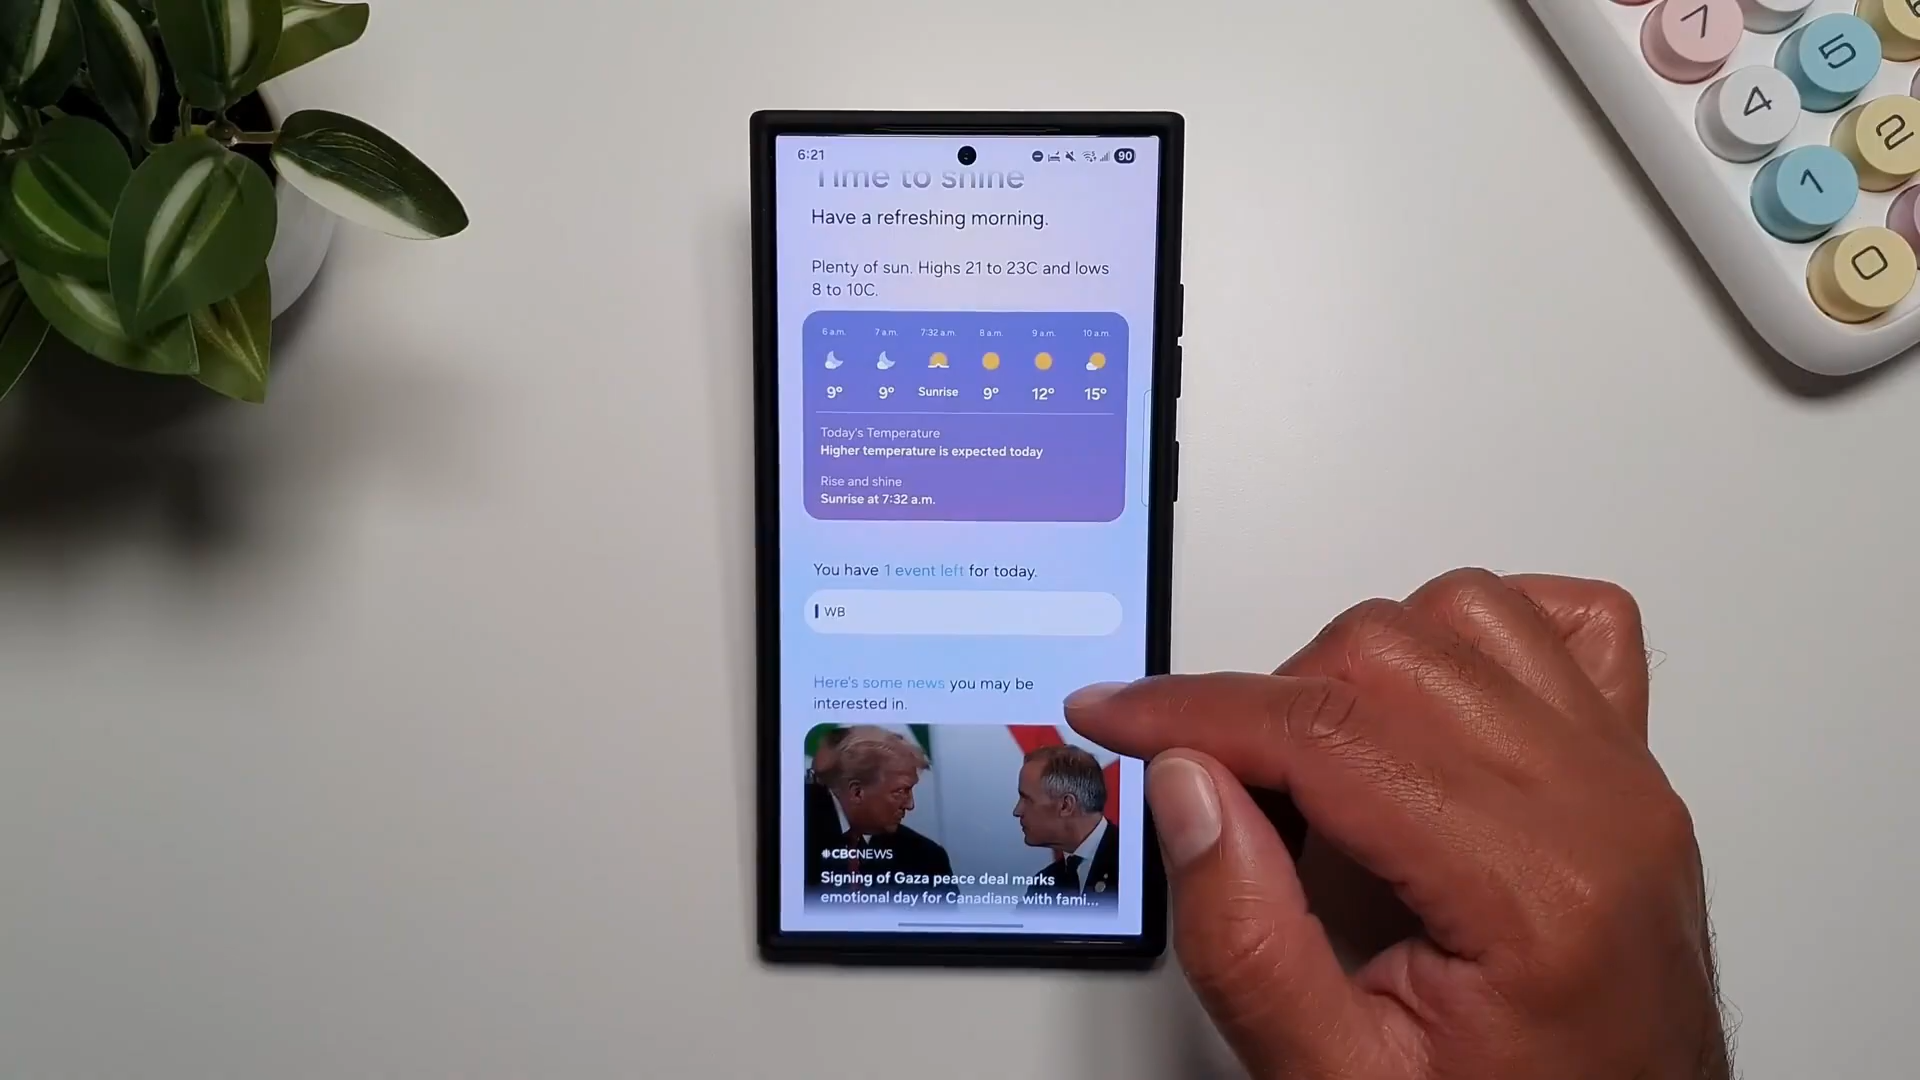 6:21
90
Time to shine
Have a refreshing morning.
Plenty of sun. Highs 21 to 23C and lows
8 to 10C.
6 a.m. 7 a.m. 7:32 a.m. 8 a.m. 9 a.m. 10 a.m.
9° 9° Sunrise 9° 12° 15°
Today's Temperature
Higher temperature is expected today
Rise and shine
Sunrise at 7:32 a.m.
You have 1 event left for today.
WB
Here's some news you may be
interested in.
CBCNEWS
Signing of Gaza peace deal marks
emotional day for Canadians with fami...
7
5
4
2
1
0